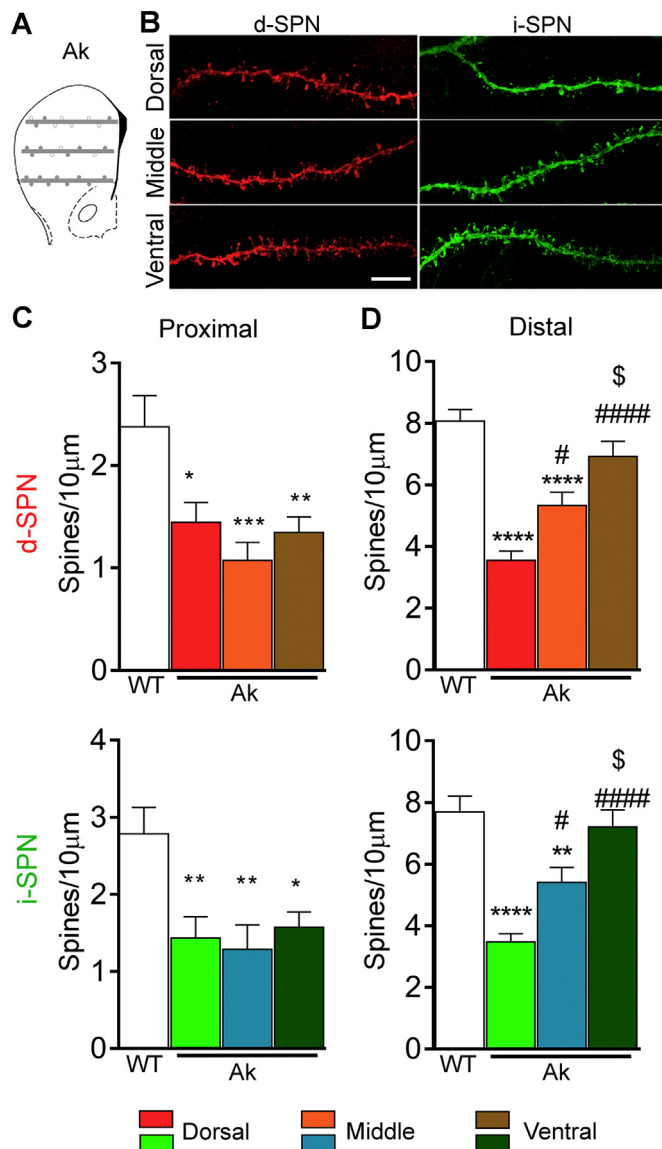 A
Ak
B
d-SPN
i-SPN
Dorsal
Middle
Ventral
C
Proximal
d-SPN
Spines/10μm
3
2
1
0
*
***
**
WT
Ak
D
Distal
Spines/10μm
10
8
6
4
2
0
****
#
****
$
####
WT
Ak
i-SPN
Spines/10μm
4
3
2
1
0
**
**
*
WT
Ak
Spines/10μm
10
8
6
4
2
0
****
#
**
$
####
WT
Ak
Dorsal
Middle
Ventral